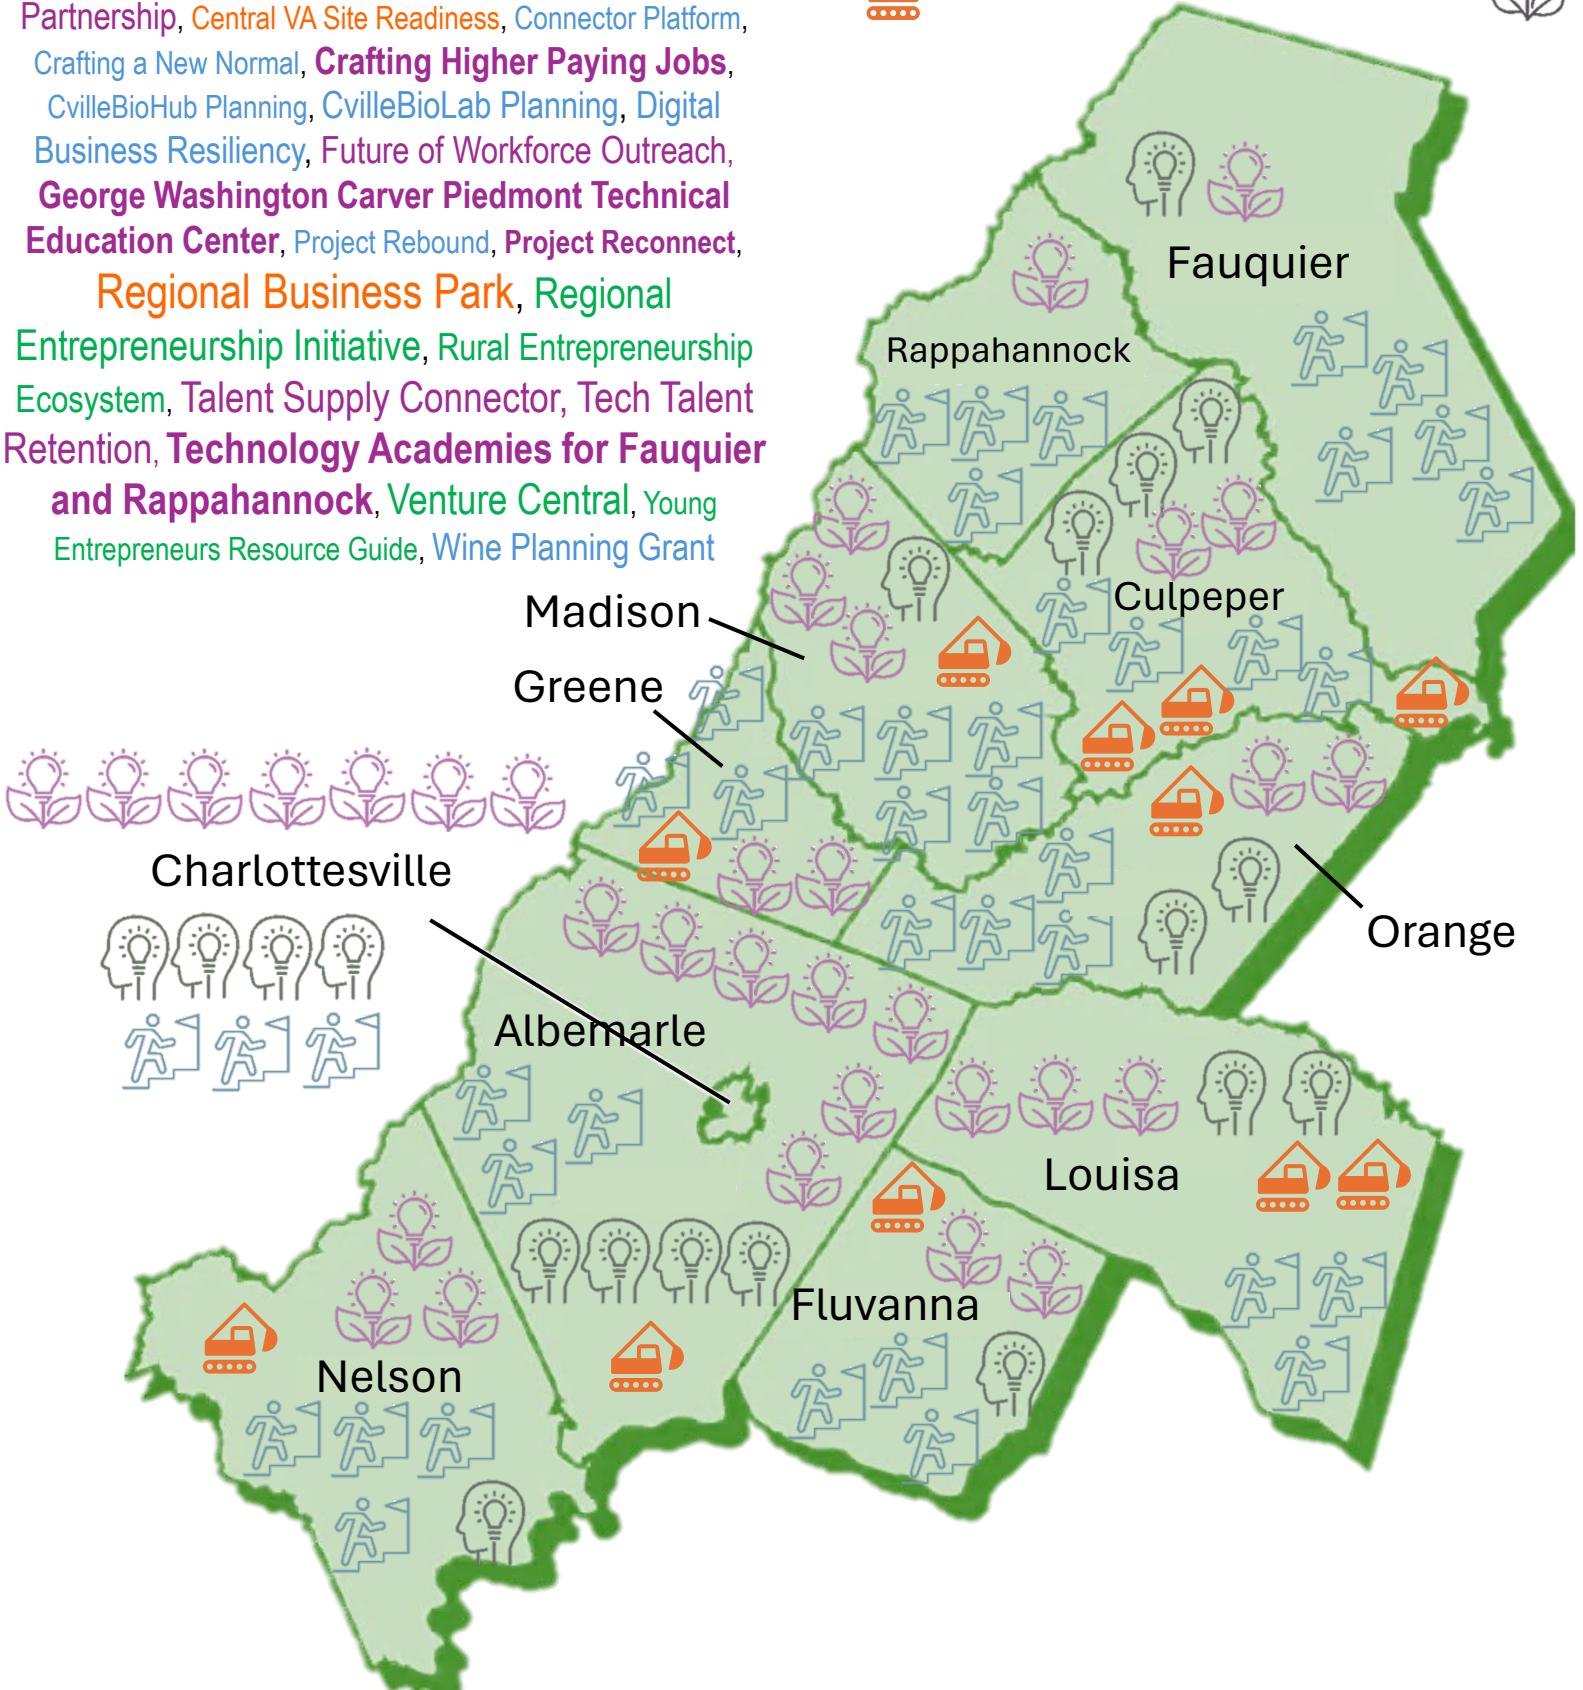 Partnership, Central VA Site Readiness, Connector Platform,
Crafting a New Normal, Crafting Higher Paying Jobs,
CvilleBioHub Planning, CvilleBioLab Planning, Digital
Business Resiliency, Future of Workforce Outreach,
George Washington Carver Piedmont Technical
Education Center, Project Rebound, Project Reconnect,
Regional Business Park, Regional
Entrepreneurship Initiative, Rural Entrepreneurship
Ecosystem, Talent Supply Connector, Tech Talent
Retention, Technology Academies for Fauquier
and Rappahannock, Venture Central, Young
Entrepreneurs Resource Guide, Wine Planning Grant
Fauquier
Rappahannock
Culpeper
Madison
Greene
Charlottesville
Orange
Albemarle
Louisa
Fluvanna
Nelson